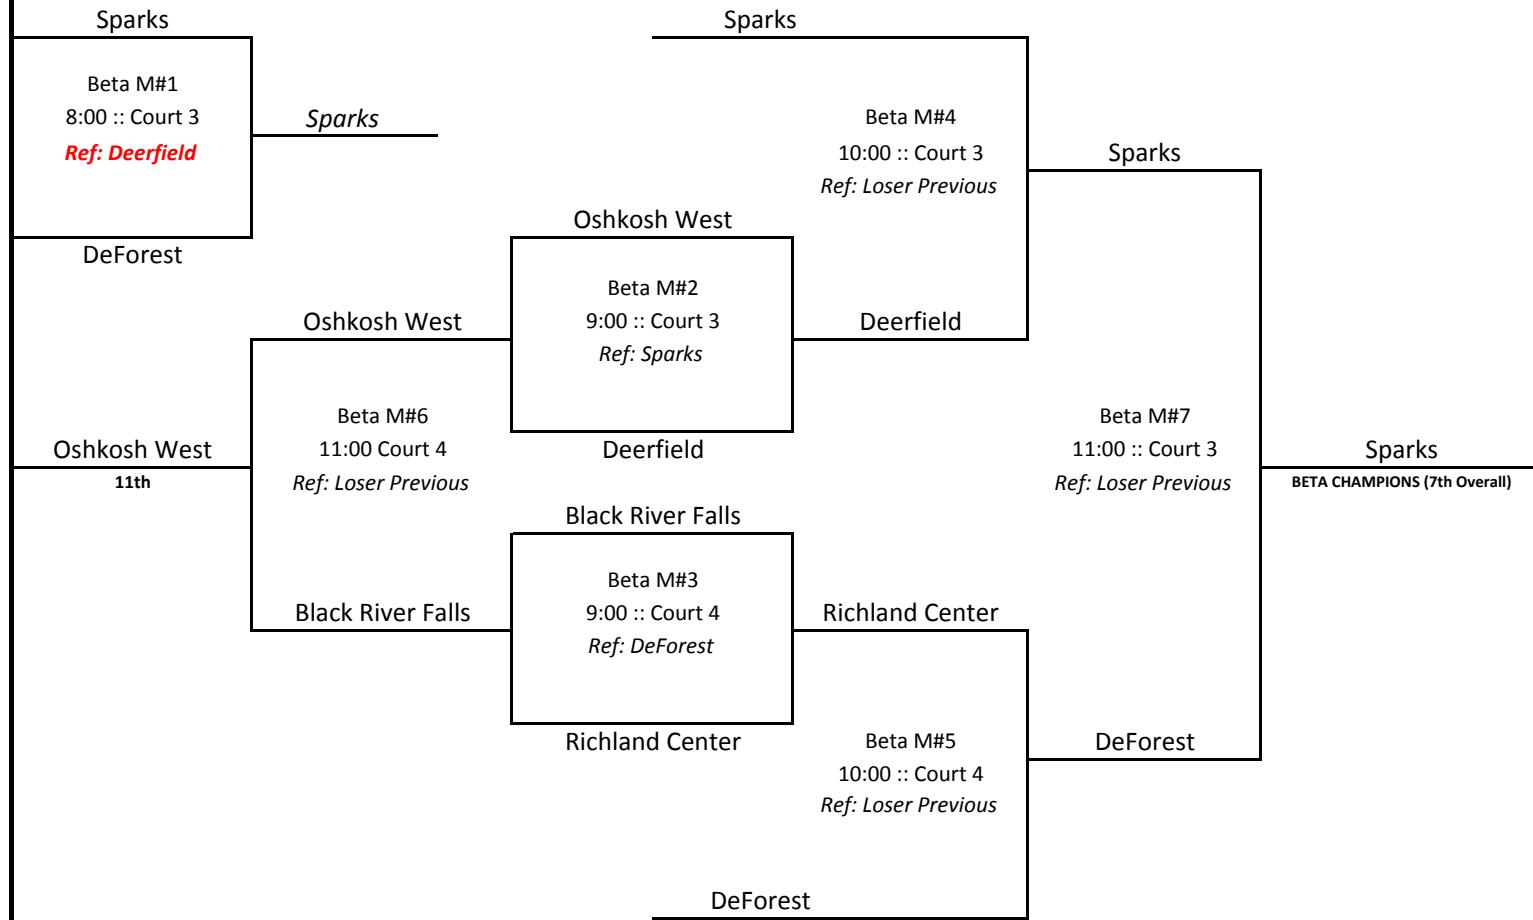 Sparks
Beta M#1
8:00 :: Court 3
Ref: Deerfield
Sparks
DeForest
Sparks
Beta M#4
10:00 :: Court 3
Ref: Loser Previous
Sparks
Oshkosh West
Beta M#2
9:00 :: Court 3
Ref: Sparks
Deerfield
Deerfield
Oshkosh West
Beta M#6
11:00 Court 4
Ref: Loser Previous
Oshkosh West
11th
Black River Falls
Black River Falls
Beta M#3
9:00 :: Court 4
Ref: DeForest
Richland Center
Richland Center
Beta M#5
10:00 :: Court 4
Ref: Loser Previous
DeForest
DeForest
Beta M#7
11:00 :: Court 3
Ref: Loser Previous
Sparks
BETA CHAMPIONS (7th Overall)